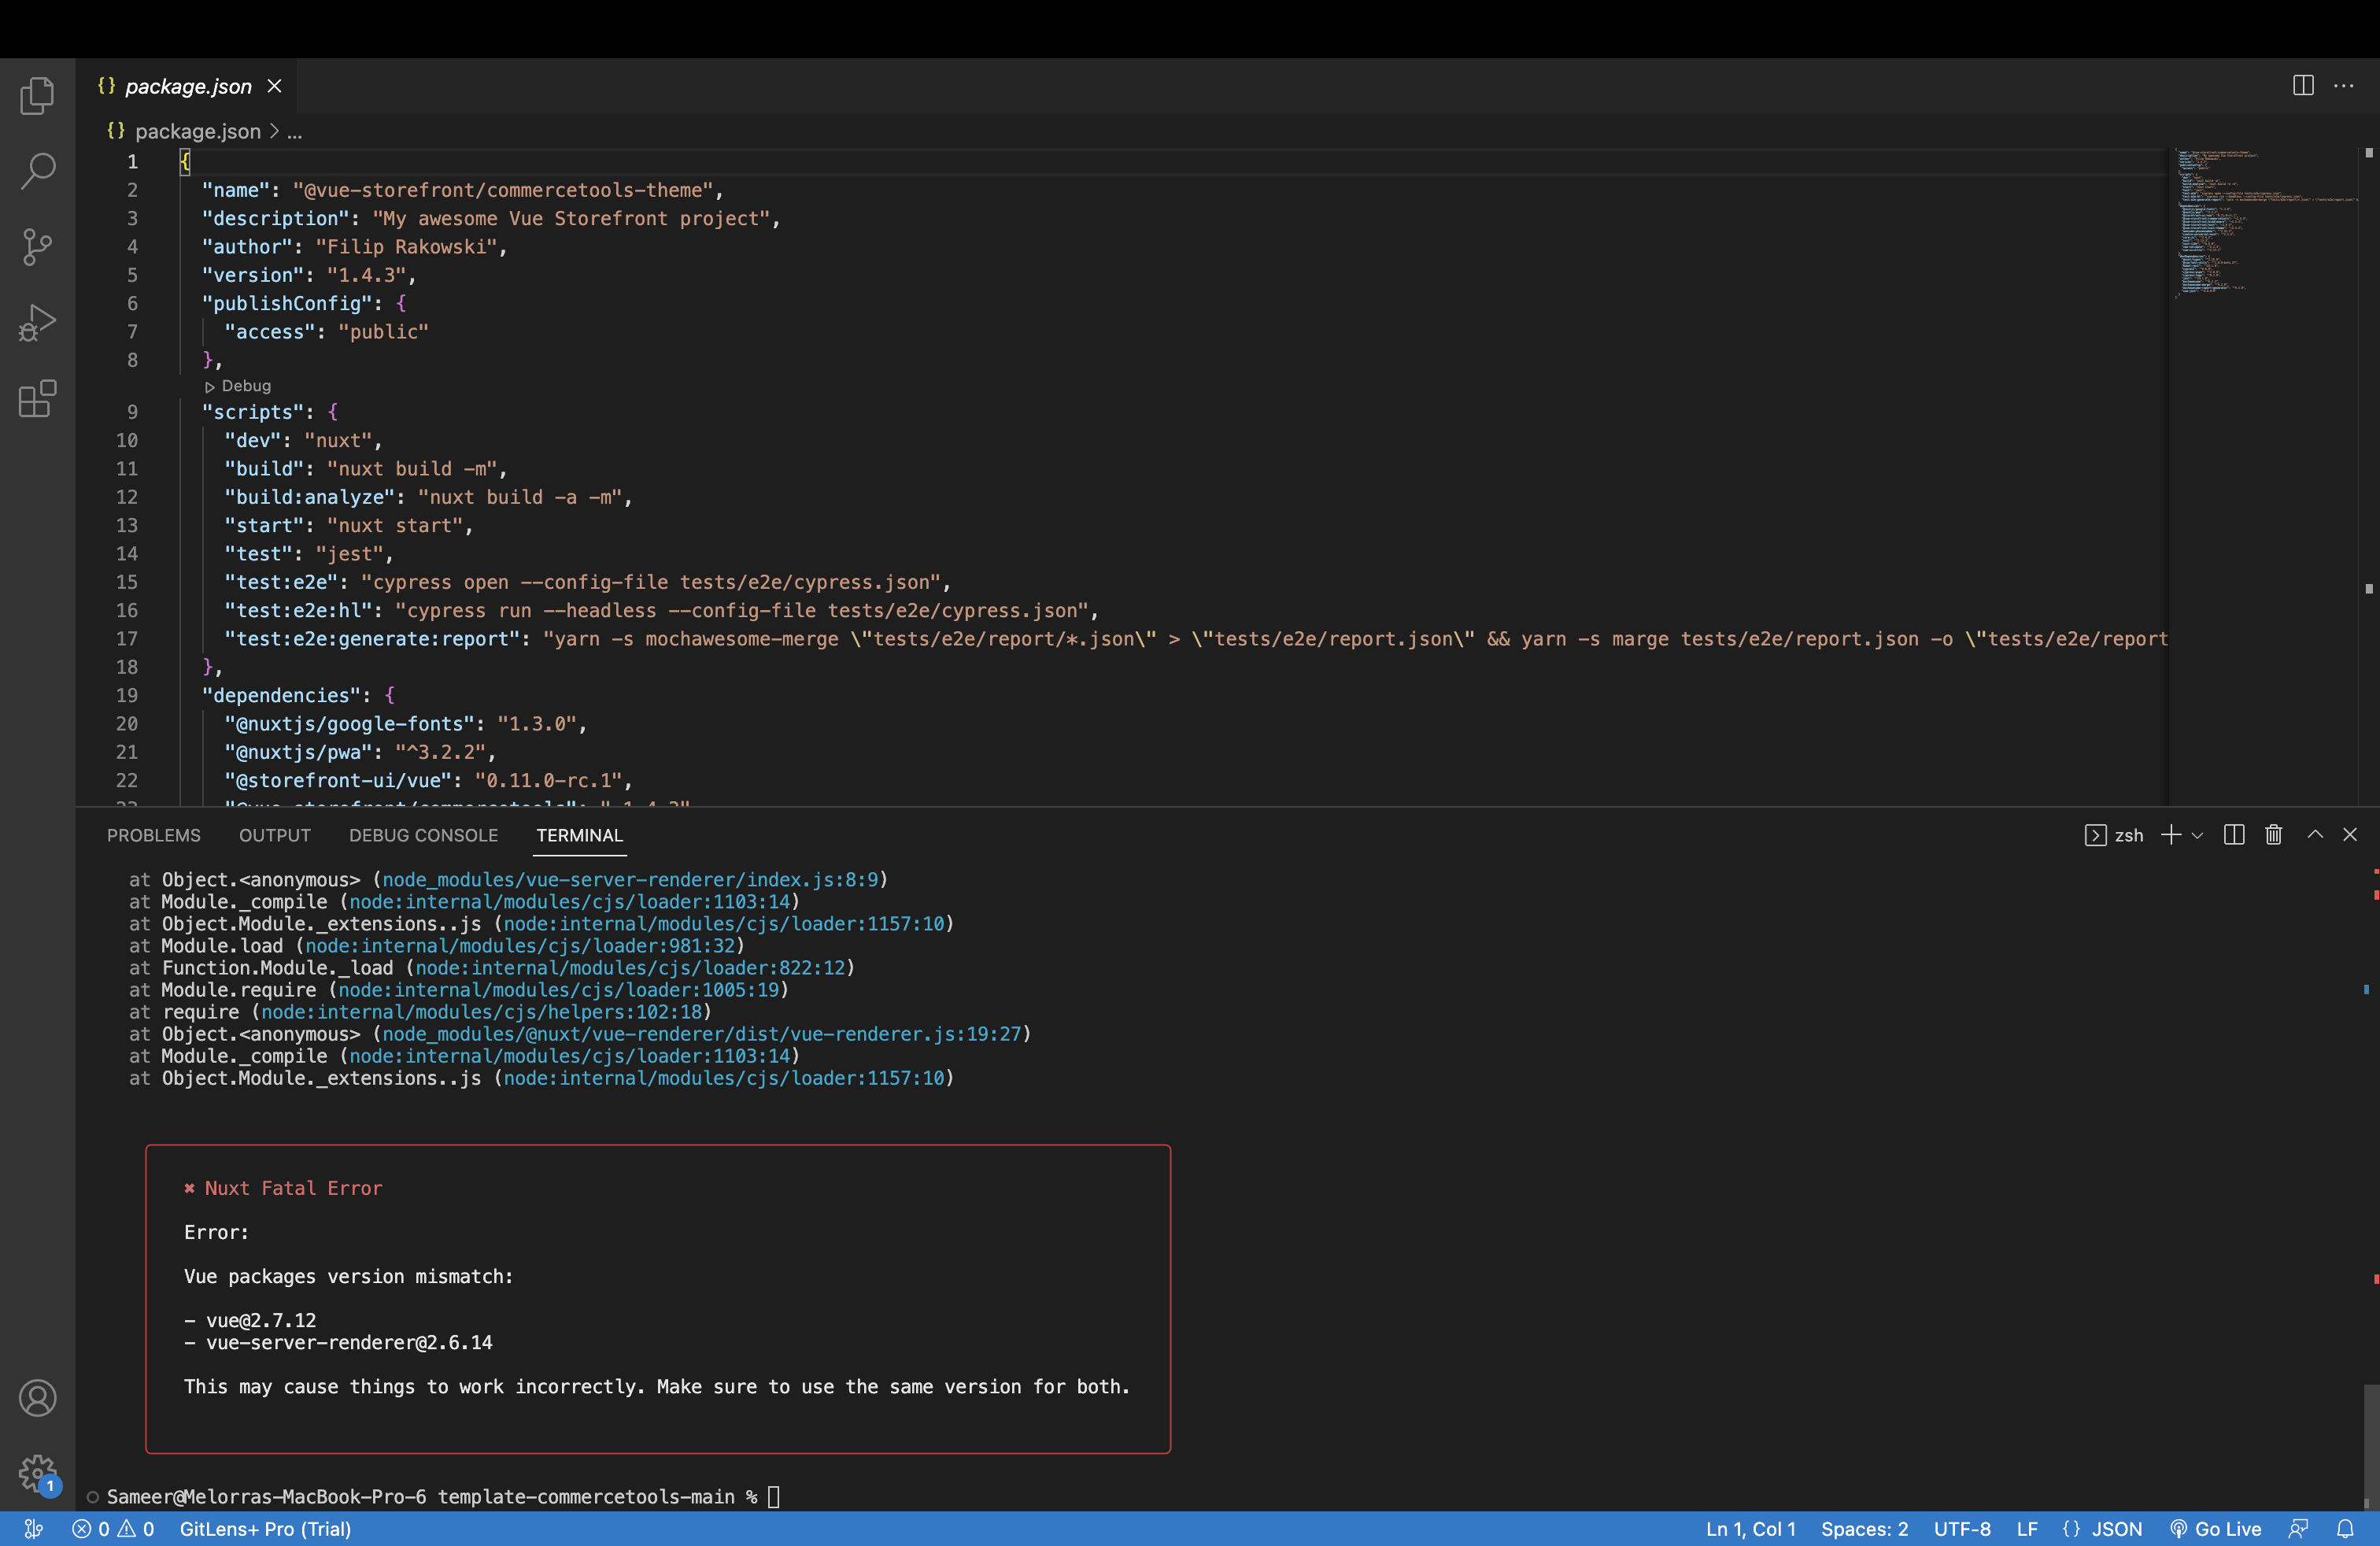 {} package.json ×
{} package.json > ...
1 {
2 "name": "@vue-storefront/commercetools-theme",
3 "description": "My awesome Vue Storefront project",
4 "author": "Filip Rakowski",
5 "version": "1.4.3",
6 "publishConfig": {
7 "access": "public"
8 },
Debug
9 "scripts": {
10 "dev": "nuxt",
11 "build": "nuxt build -m",
12 "build:analyze": "nuxt build -a -m",
13 "start": "nuxt start",
14 "test": "jest",
15 "test:e2e": "cypress open --config-file tests/e2e/cypress.json",
16 "test:e2e:hl": "cypress run --headless --config-file tests/e2e/cypress.json",
17 "test:e2e:generate:report": "yarn -s mochawesome-merge \"tests/e2e/report/*.json\" > \"tests/e2e/report.json\" && yarn -s marge tests/e2e/report.json -o \"tests/e2e/report
18 },
19 "dependencies": {
20 "@nuxtjs/google-fonts": "1.3.0",
21 "@nuxtjs/pwa": "^3.2.2",
22 "@storefront-ui/vue": "0.11.0-rc.1",
PROBLEMS OUTPUT DEBUG CONSOLE TERMINAL zsh
at Object.<anonymous> (node_modules/vue-server-renderer/index.js:8:9)
at Module._compile (node:internal/modules/cjs/loader:1103:14)
at Object.Module._extensions..js (node:internal/modules/cjs/loader:1157:10)
at Module.load (node:internal/modules/cjs/loader:981:32)
at Function.Module._load (node:internal/modules/cjs/loader:822:12)
at Module.require (node:internal/modules/cjs/loader:1005:19)
at require (node:internal/modules/cjs/helpers:102:18)
at Object.<anonymous> (node_modules/@nuxt/vue-renderer/dist/vue-renderer.js:19:27)
at Module._compile (node:internal/modules/cjs/loader:1103:14)
at Object.Module._extensions..js (node:internal/modules/cjs/loader:1157:10)
✖ Nuxt Fatal Error
Error:
Vue packages version mismatch:
- vue@2.7.12
- vue-server-renderer@2.6.14
This may cause things to work incorrectly. Make sure to use the same version for both.
1
Sameer@Melorras-MacBook-Pro-6 template-commercetools-main %
0 0 GitLens+ Pro (Trial) Ln 1, Col 1 Spaces: 2 UTF-8 LF {} JSON Go Live